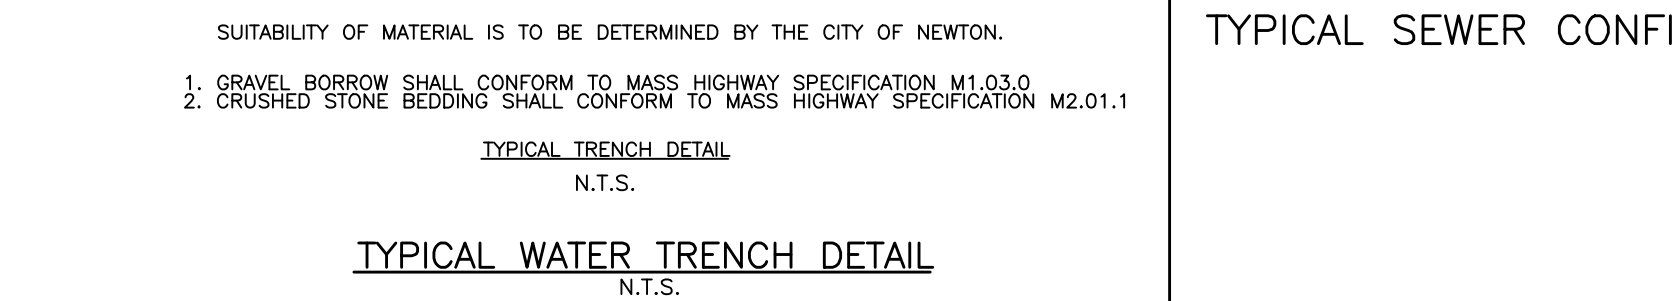 SUITABILITY OF MATERIAL IS TO BE DETERMINED BY THE CITY OF NEWTON.
1. GRAVEL BORROW SHALL CONFORM TO MASS HIGHWAY SPECIFICATION M1.03.0
2. CRUSHED STONE BEDDING SHALL CONFORM TO MASS HIGHWAY SPECIFICATION M2.01.1
TYPICAL TRENCH DETAIL
N.T.S.
TYPICAL WATER TRENCH DETAIL
N.T.S.
TYPICAL SEWER